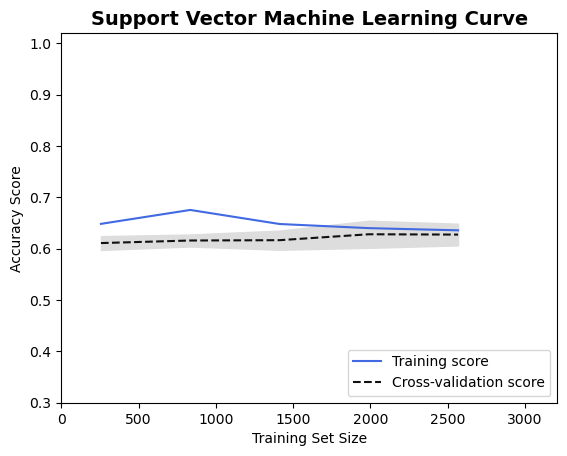 Support Vector Machine Learning Curve
1.0
0.9
0.8
0.7
0.6
0.5
0.4
0.3
Accuracy Score
0 500 1000 1500 2000 2500 3000
Training Set Size
Training score
Cross-validation score